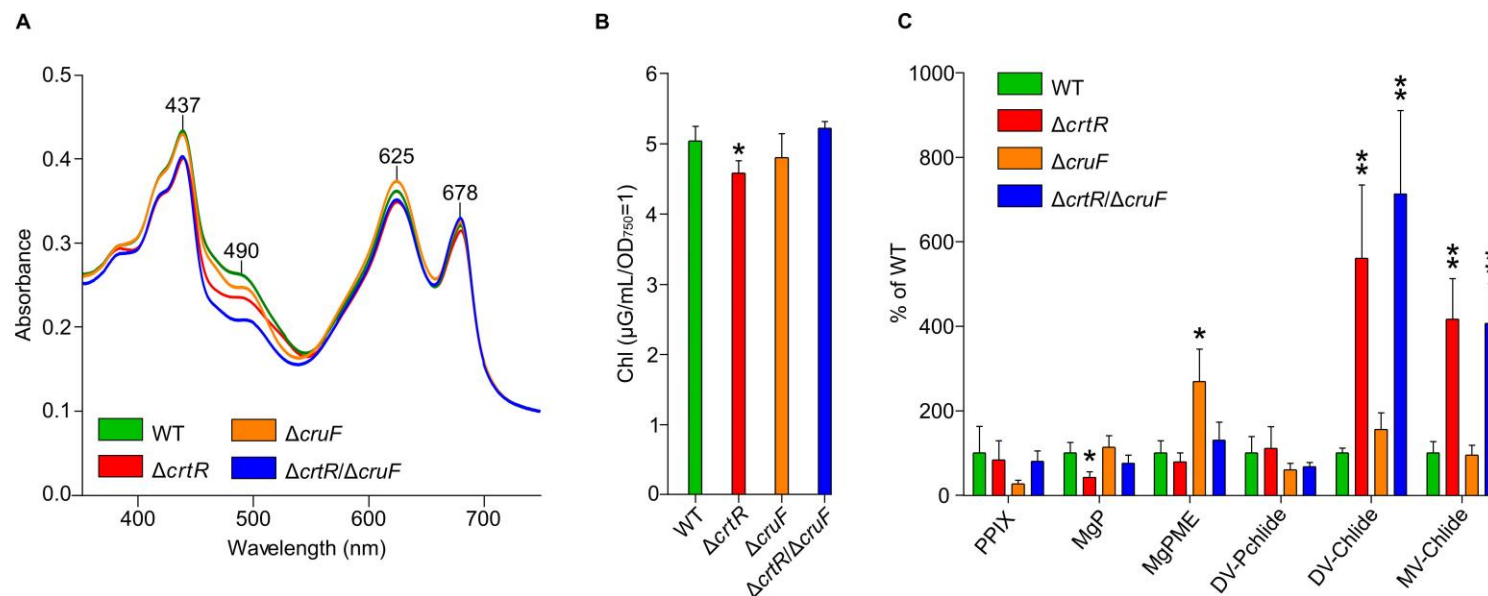 A
0.5
0.4
0.3
0.2
0.1
0.0
Absorbance
437
490
625
678
WT
ΔcrtR
ΔcruF
ΔcrtR/ΔcruF
400
500
600
700
Wavelength (nm)
B
6
5
4
3
2
1
0
Chl (µG/mL/OD750=1)
*
WT
ΔcrtR
ΔcruF
ΔcrtR/ΔcruF
C
1000
800
600
400
200
0
% of WT
WT
ΔcrtR
ΔcruF
ΔcrtR/ΔcruF
*
*
**
**
**
PPIX
MgP
MgPME
DV-Pchlide
DV-Chlide
MV-Chlide